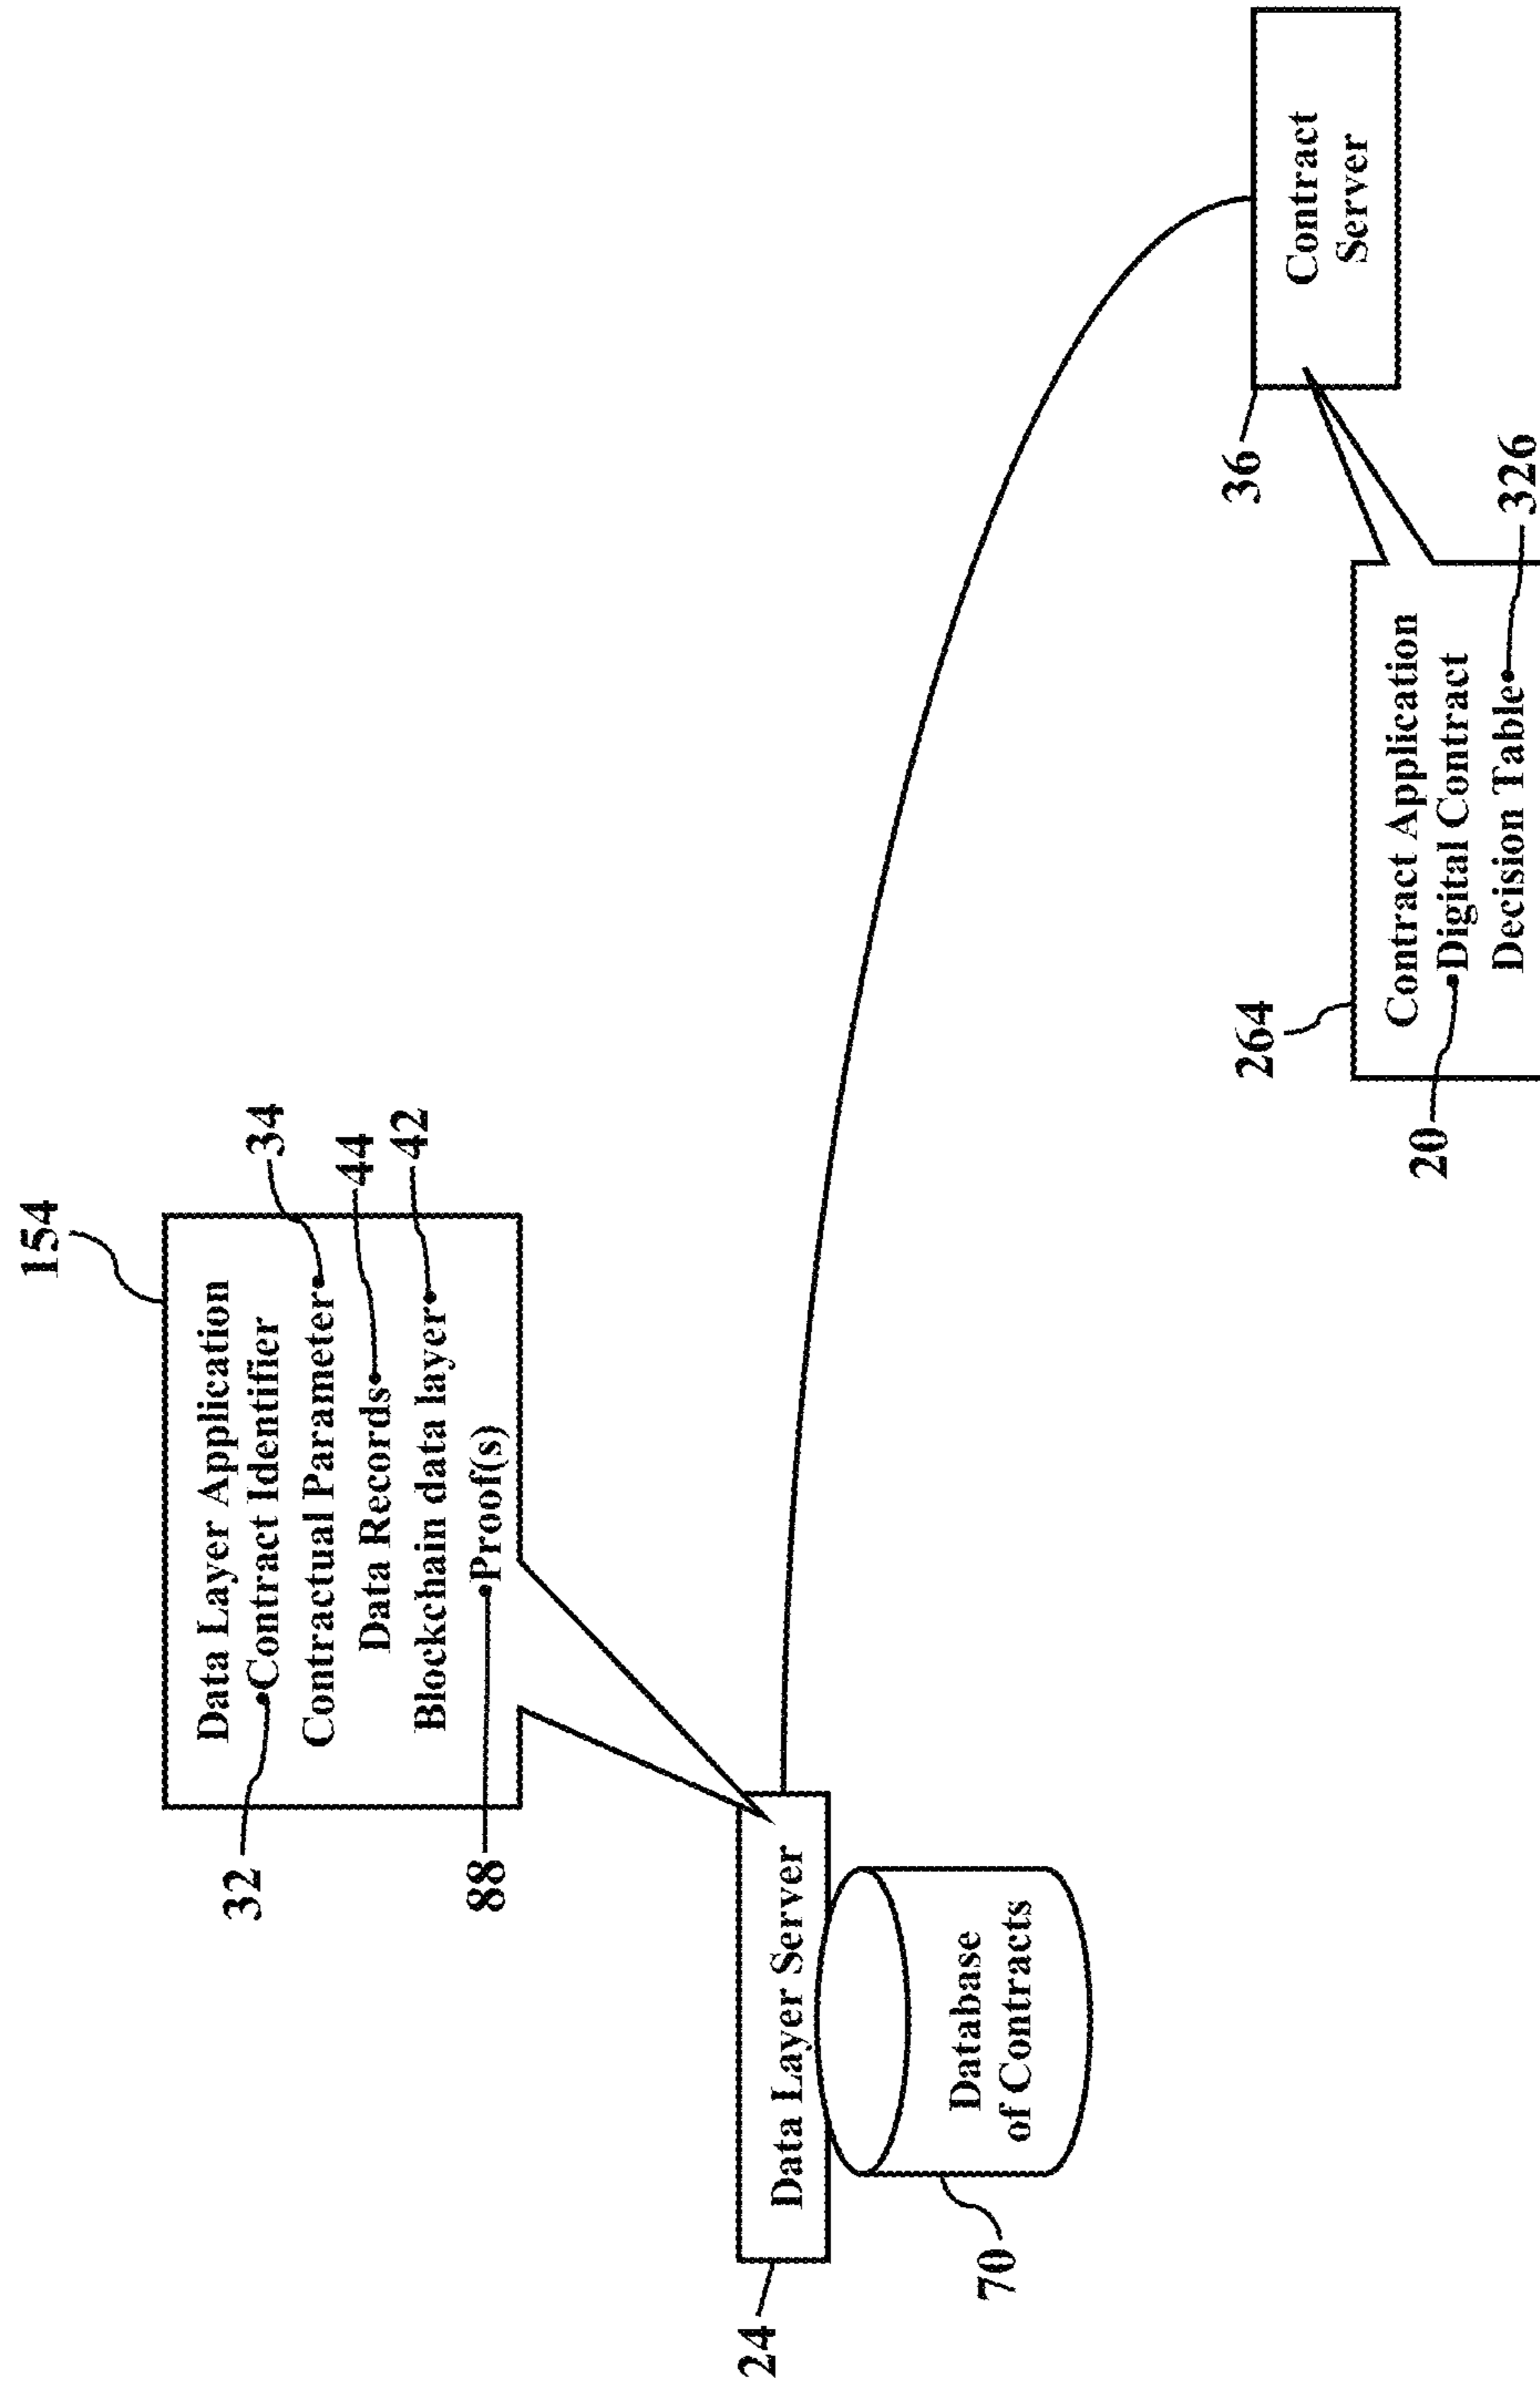 154
Data Layer Application
32
Contract Identifier
Contractual Parameter
34
Data Records
44
Blockchain data layer
42
88
Proof(s)
24
Data Layer Server
Database
of Contracts
70
36
Contract
Server
264
Contract Application
20
Digital Contract
Decision Table
326